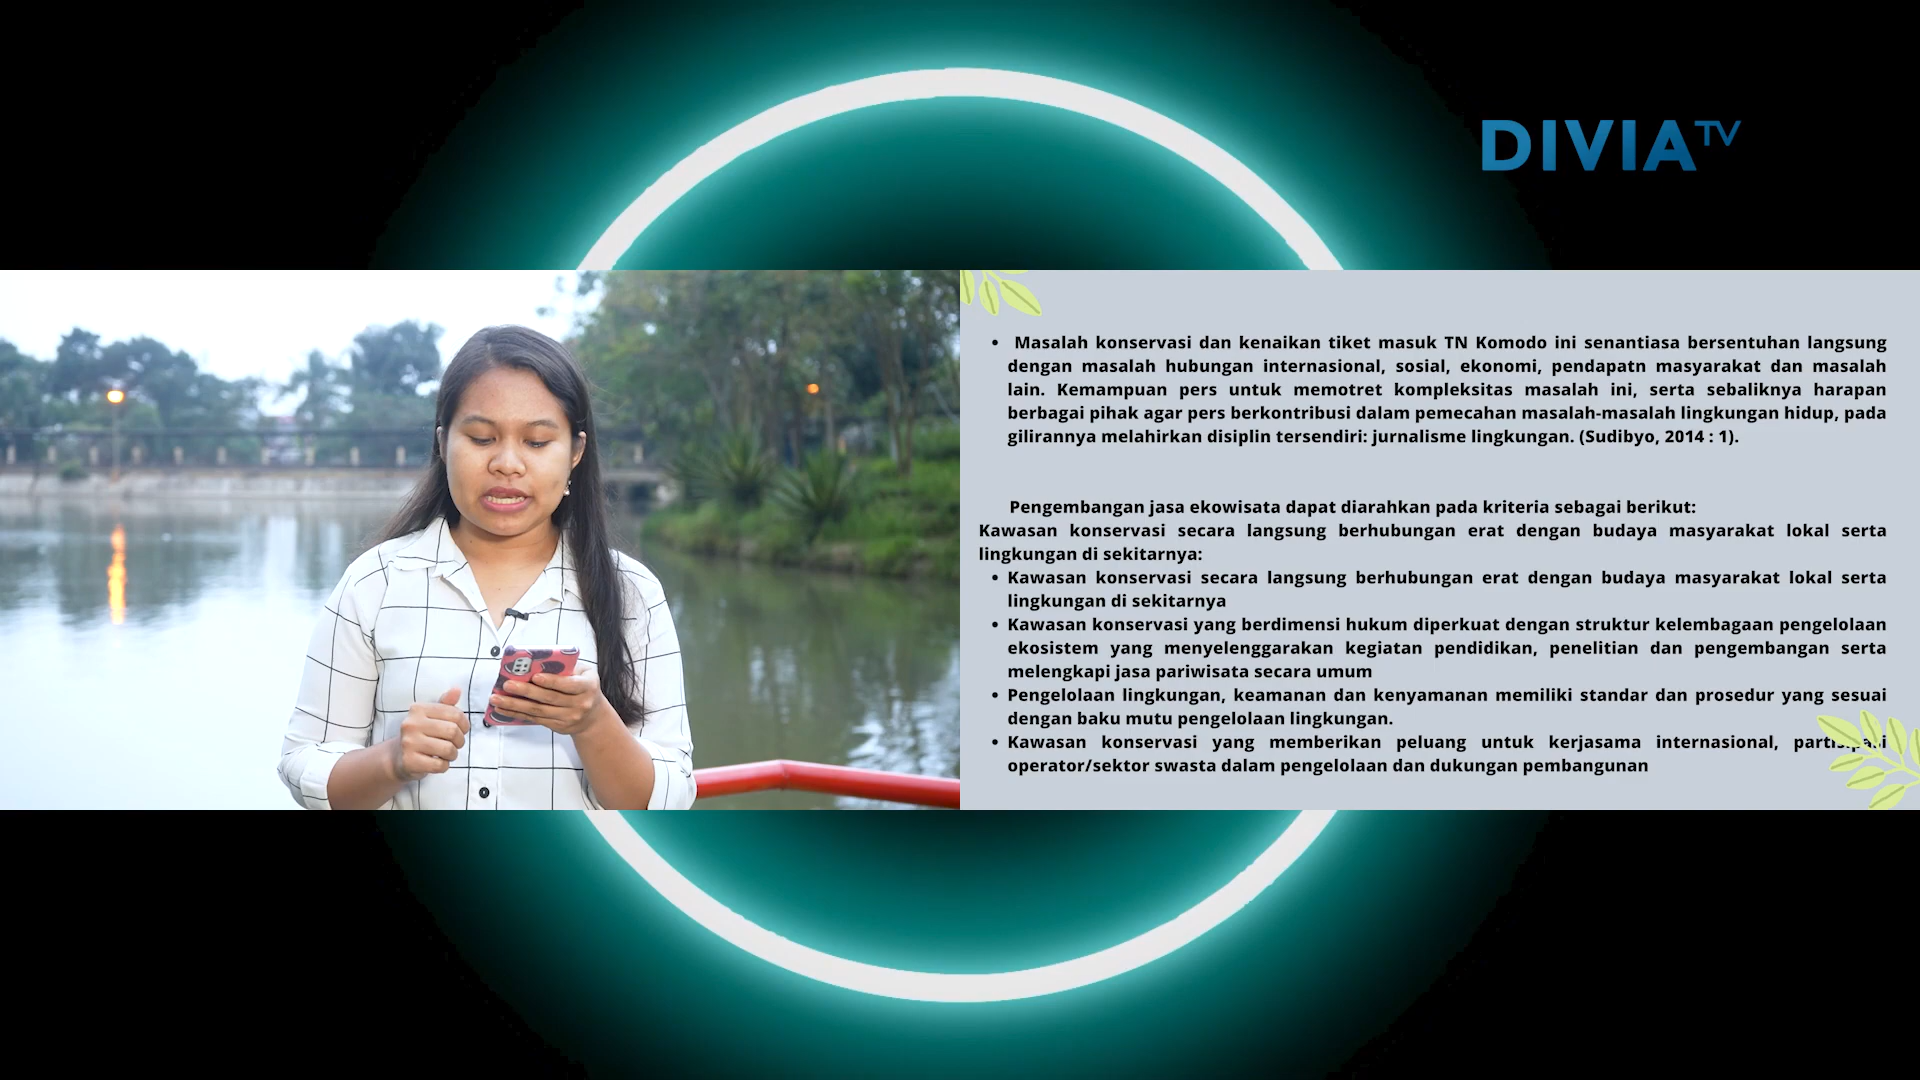 DIVIA TV
• Masalah konservasi dan kenaikan tiket masuk TN Komodo ini senantiasa bersentuhan langsung
dengan masalah hubungan internasional, sosial, ekonomi, pendapatn masyarakat dan masalah
lain. Kemampuan pers untuk memotret kompleksitas masalah ini, serta sebaliknya harapan
berbagai pihak agar pers berkontribusi dalam pemecahan masalah-masalah lingkungan hidup, pada
gilirannya melahirkan disiplin tersendiri: jurnalisme lingkungan. (Sudibyo, 2014 : 1).
Pengembangan jasa ekowisata dapat diarahkan pada kriteria sebagai berikut:
Kawasan konservasi secara langsung berhubungan erat dengan budaya masyarakat lokal serta
lingkungan di sekitarnya:
• Kawasan konservasi secara langsung berhubungan erat dengan budaya masyarakat lokal serta
lingkungan di sekitarnya
• Kawasan konservasi yang berdimensi hukum diperkuat dengan struktur kelembagaan pengelolaan
ekosistem yang menyelenggarakan kegiatan pendidikan, penelitian dan pengembangan serta
melengkapi jasa pariwisata secara umum
• Pengelolaan lingkungan, keamanan dan kenyamanan memiliki standar dan prosedur yang sesuai
dengan baku mutu pengelolaan lingkungan.
• Kawasan konservasi yang memberikan peluang untuk kerjasama internasional, partisipasi
operator/sektor swasta dalam pengelolaan dan dukungan pembangunan